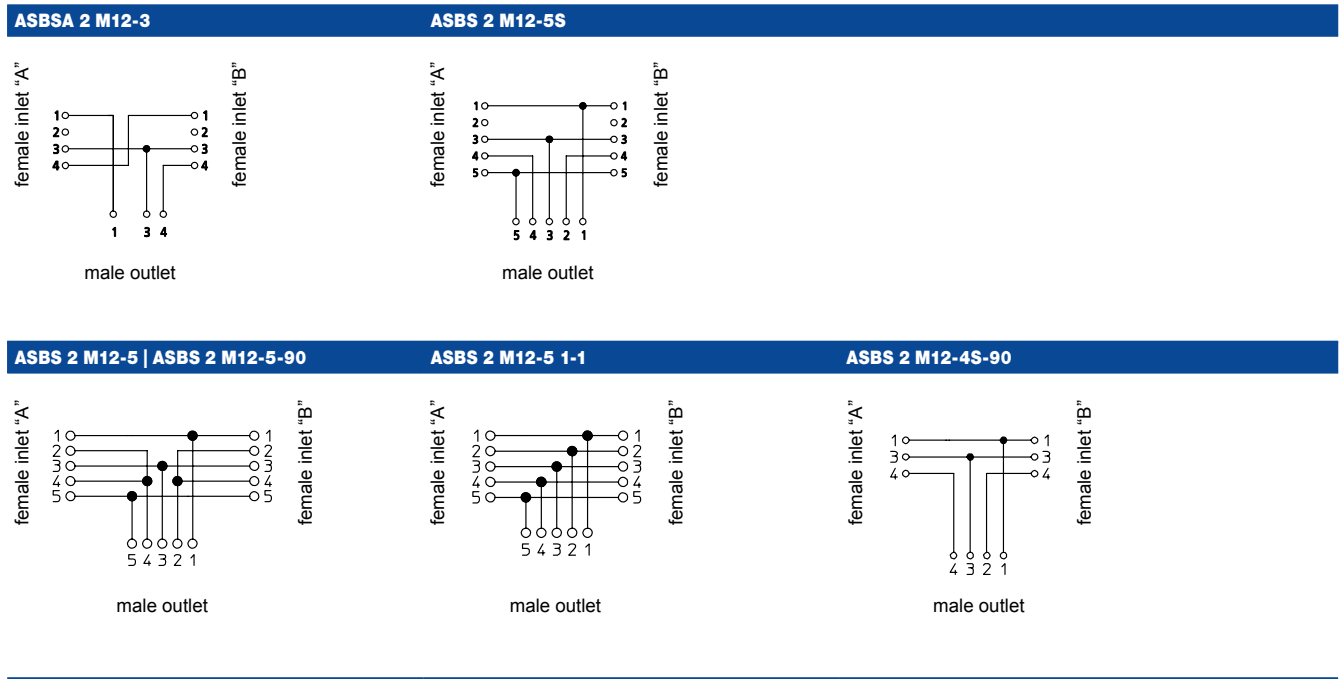 ASBSA 2 M12-3
ASBS 2 M12-5S
female inlet “A”
1
2
3
4
1
2
3
4
female inlet “B”
1 3 4
male outlet
female inlet “A”
1
2
3
4
5
1
2
3
4
5
female inlet “B”
5 4 3 2 1
male outlet
ASBS 2 M12-5 | ASBS 2 M12-5-90
ASBS 2 M12-5 1-1
ASBS 2 M12-4S-90
female inlet “A”
1
2
3
4
5
1
2
3
4
5
female inlet “B”
5 4 3 2 1
male outlet
female inlet “A”
1
2
3
4
5
1
2
3
4
5
female inlet “B”
5 4 3 2 1
male outlet
female inlet “A”
1
3
4
1
3
4
female inlet “B”
4 3 2 1
male outlet